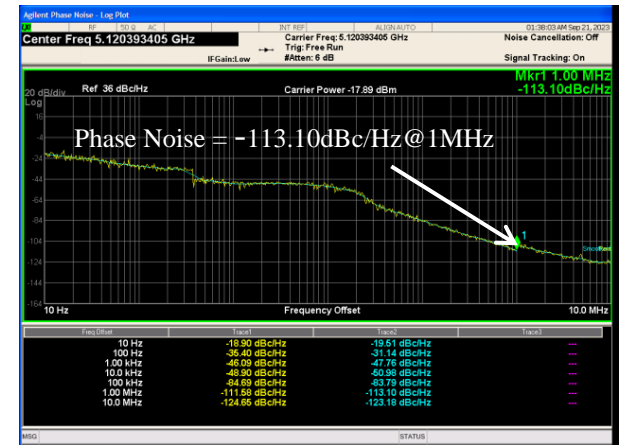 Agilent Phase Noise - Log Plot
RF 50 Ω AC INT REF ALIGNAUTO 01:38:03 AM Sep 21, 2023
Center Freq 5.120393405 GHz Carrier Freq: 5.120393405 GHz Noise Cancellation: Off
Trig: Free Run
IFGain:Low #Atten: 6 dB Signal Tracking: On
Mkr1 1.00 MHz
20 dB/div Ref 36 dBc/Hz Carrier Power -17.89 dBm -113.10dBc/Hz
Log
16
-4
Phase Noise = -113.10dBc/Hz@1MHz
-24
-44
-64
-84
1
-104
-124
-144
-164
10 Hz Frequency Offset 10.0 MHz
Freq Offset Trace1 Trace2 Trace3
10 Hz -18.90 dBc/Hz -19.51 dBc/Hz ---
100 Hz -35.40 dBc/Hz -31.14 dBc/Hz ---
1.00 kHz -46.09 dBc/Hz -47.76 dBc/Hz ---
10.0 kHz -48.90 dBc/Hz -50.98 dBc/Hz ---
100 kHz -84.69 dBc/Hz -83.79 dBc/Hz ---
1.00 MHz -111.58 dBc/Hz -113.10 dBc/Hz ---
10.0 MHz -124.65 dBc/Hz -123.18 dBc/Hz ---
MSG STATUS